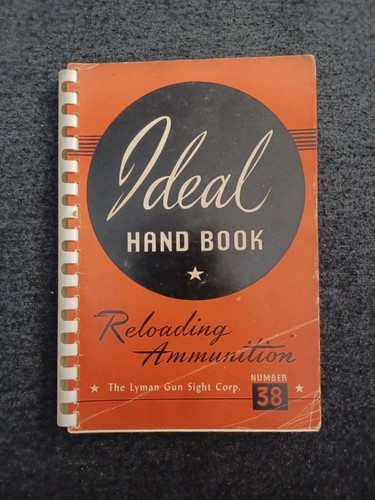 Ideal
HAND BOOK
Reloading
Ammunition
The Lyman Gun Sight Corp.
NUMBER
38